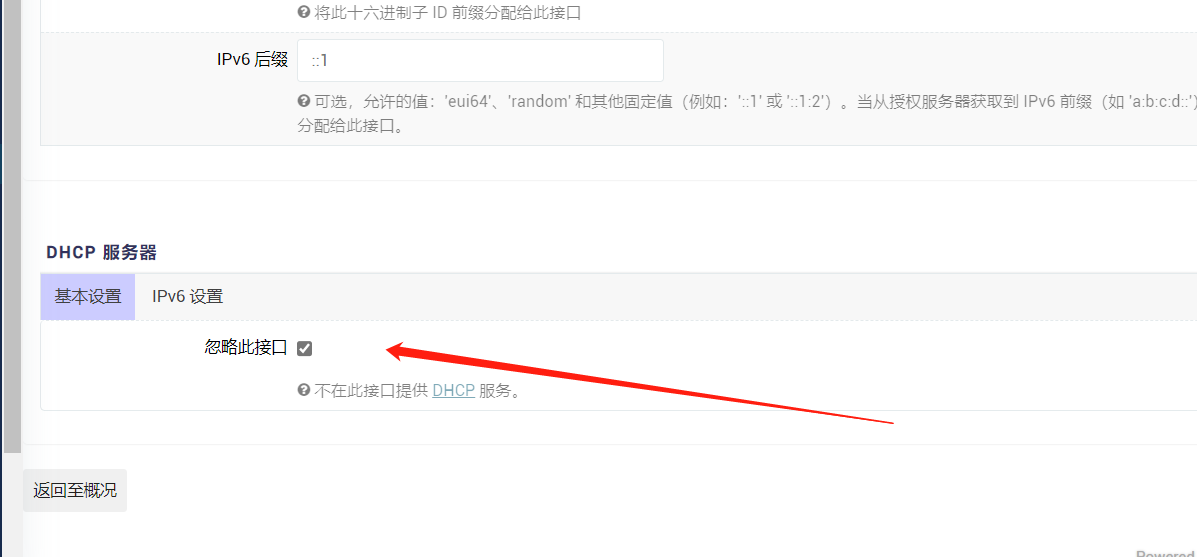 将此十六进制子 ID 前缀分配给此接口
IPv6 后缀
::1
可选，允许的值：'eui64'、'random' 和其他固定值（例如：'::1' 或 '::1:2'）。当从授权服务器获取到 IPv6 前缀（如 'a:b:c:d::'）
分配给此接口。
DHCP 服务器
基本设置 IPv6 设置
忽略此接口
不在此接口提供 DHCP 服务。
返回至概况
Powered